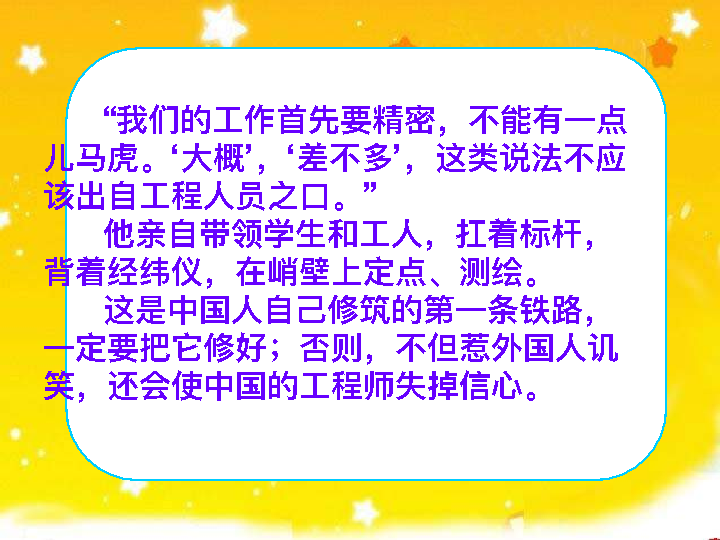 “我们的工作首先要精密，不能有一点
儿马虎。‘大概’，‘差不多’，这类说法不应
该出自工程人员之口。”
他亲自带领学生和工人，扛着标杆，
背着经纬仪，在峭壁上定点、测绘。
这是中国人自己修筑的第一条铁路，
一定要把它修好；否则，不但惹外国人讥
笑，还会使中国的工程师失掉信心。